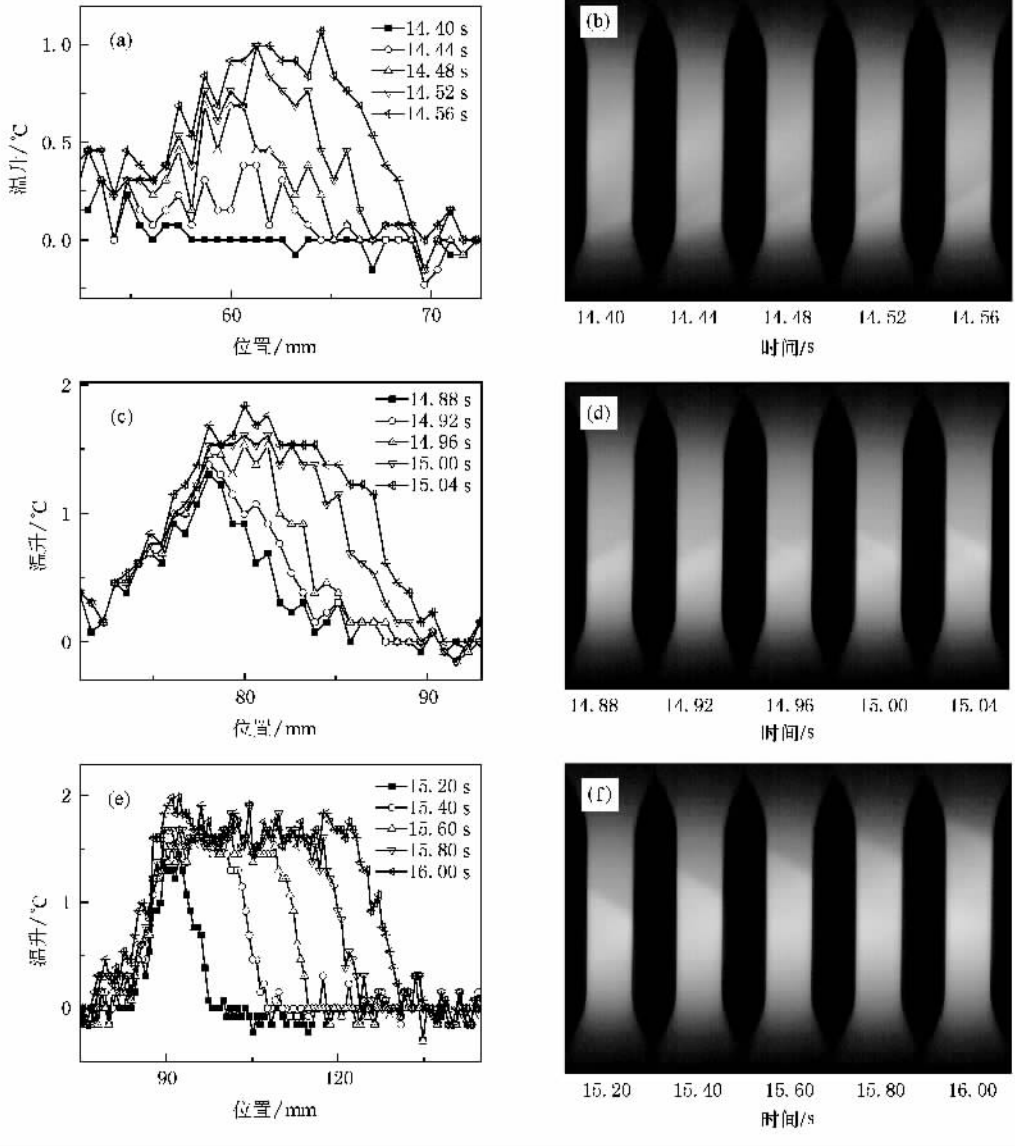 (a)
14.40 s
14.44 s
14.48 s
14.52 s
14.56 s
1.0
0.5
0.0
温升/℃
60 70
位置/mm
(b)
14.40 14.44 14.48 14.52 14.56
时间/s
(c)
14.88 s
14.92 s
14.96 s
15.00 s
15.04 s
2
1
0
温升/℃
80 90
位置/mm
(d)
14.88 14.92 14.96 15.00 15.04
时间/s
(e)
15.20 s
15.40 s
15.60 s
15.80 s
16.00 s
2
1
0
温升/℃
90 120
位置/mm
(f)
15.20 15.40 15.60 15.80 16.00
时间/s